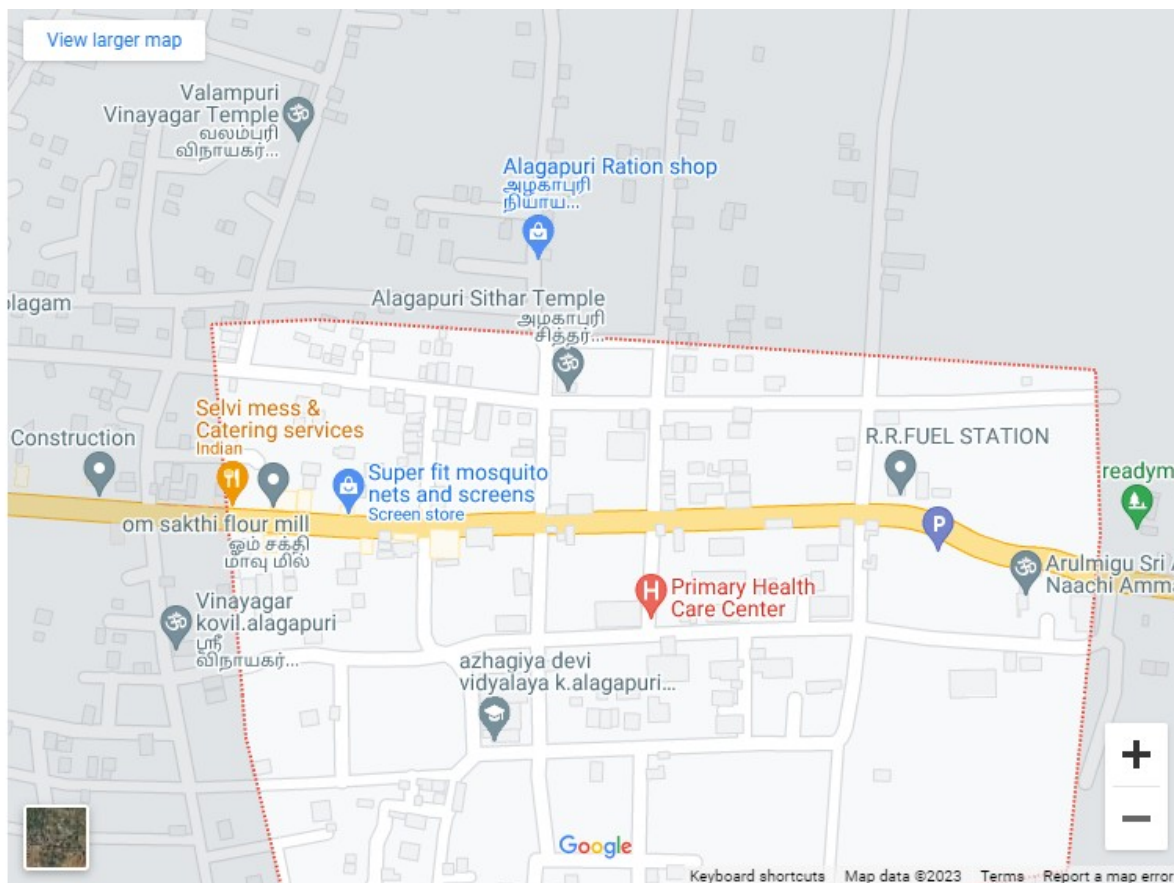 View larger map
Valampuri
Vinayagar Temple
வலம்புரி
விநாயகர்...
Alagapuri Ration shop
அழகாபுரி
நியாய...
olagam
Alagapuri Sithar Temple
அழகாபுரி
சித்தர்...
Selvi mess &
Catering services
Indian
Construction
R.R.FUEL STATION
Super fit mosquito
nets and screens
Screen store
readym
om sakthi flour mill
ஓம் சக்தி
மாவு மில்
P
Arulmigu Sri A
Naachi Amma
H
Primary Health
Care Center
Vinayagar
kovil.alagapuri
ஸ்ரீ
விநாயகர்...
azhagiya devi
vidyalaya k.alagapuri...
+
−
Google
Keyboard shortcuts Map data ©2023 Terms Report a map error